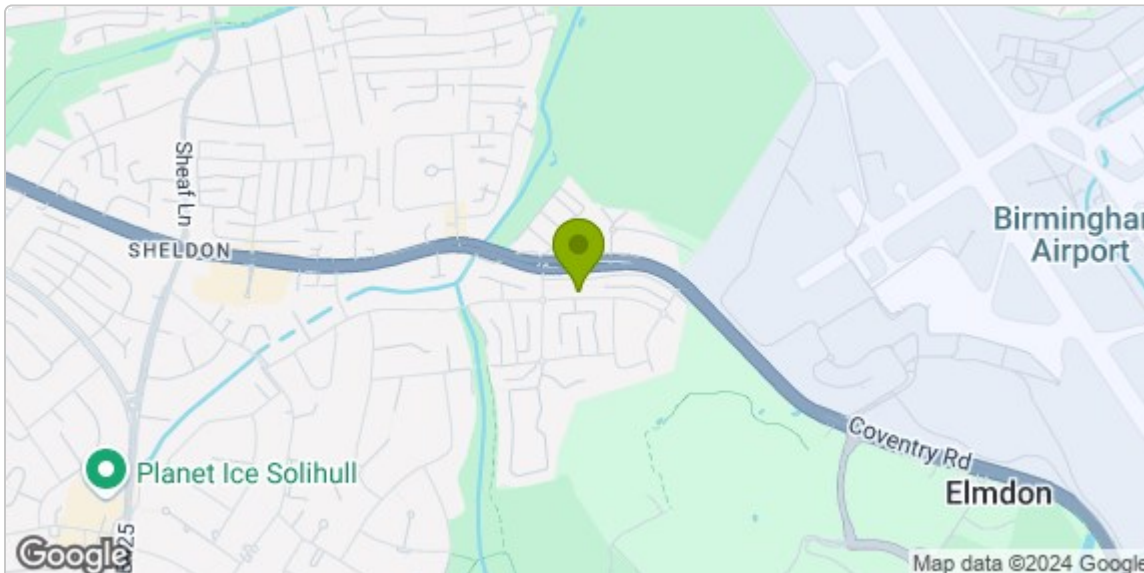 Sheaf Ln
SHELDON
Birmingham
Airport
Planet Ice Solihull
Coventry Rd
Elmdon
Google
Map data ©2024 Google